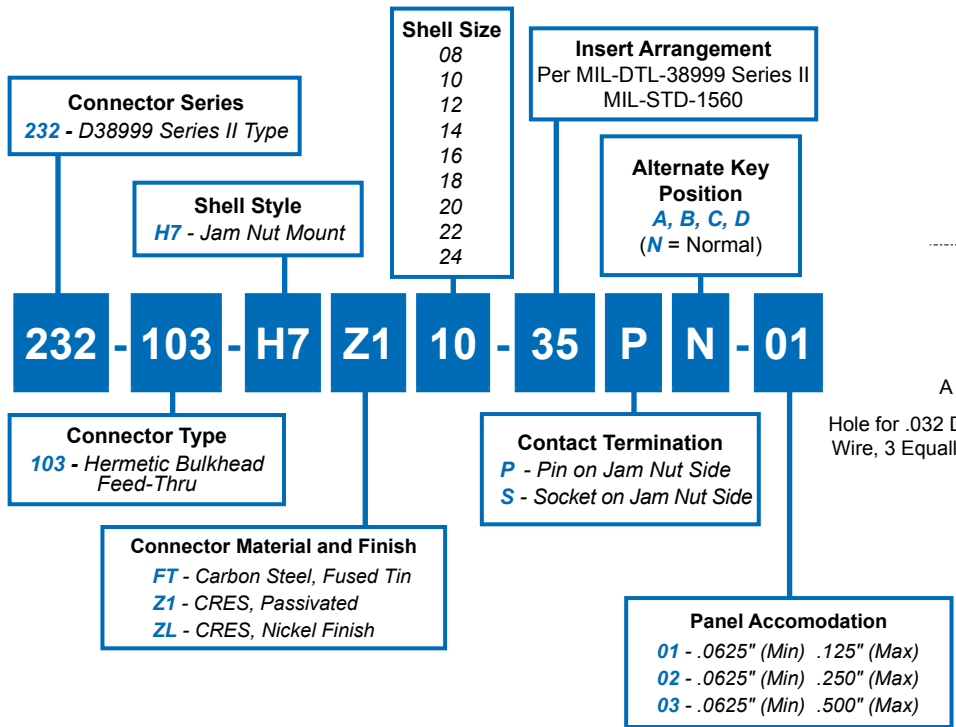 Connector Series
232 - D38999 Series II Type
Shell Style
H7 - Jam Nut Mount
Shell Size
08
10
12
14
16
18
20
22
24
Insert Arrangement
Per MIL-DTL-38999 Series II
MIL-STD-1560
Alternate Key
Position
A, B, C, D
(N = Normal)
232 - 103 - H7 Z1 10 - 35 P N - 01
Connector Type
103 - Hermetic Bulkhead
Feed-Thru
Connector Material and Finish
FT - Carbon Steel, Fused Tin
Z1 - CRES, Passivated
ZL - CRES, Nickel Finish
Contact Termination
P - Pin on Jam Nut Side
S - Socket on Jam Nut Side
Panel Accomodation
01 - .0625" (Min) .125" (Max)
02 - .0625" (Min) .250" (Max)
03 - .0625" (Min) .500" (Max)
A
Hole for .032 D
Wire, 3 Equall